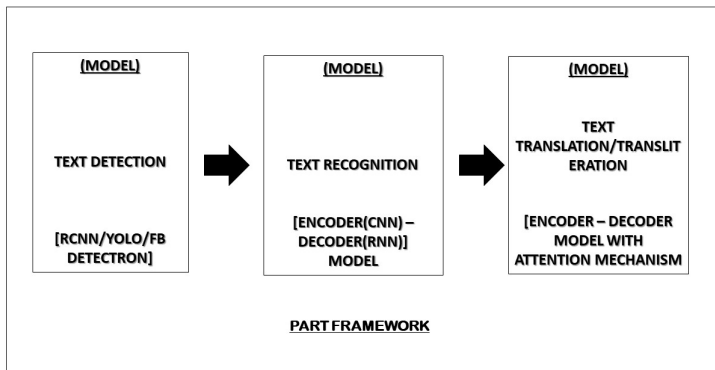 (MODEL)
TEXT DETECTION
[RCNN/YOLO/FB
DETECTRON]
(MODEL)
TEXT RECOGNITION
[ENCODER(CNN) –
DECODER(RNN)]
MODEL
(MODEL)
TEXT
TRANSLATION/TRANSLIT
ERATION
[ENCODER – DECODER
MODEL WITH
ATTENTION MECHANISM
PART FRAMEWORK